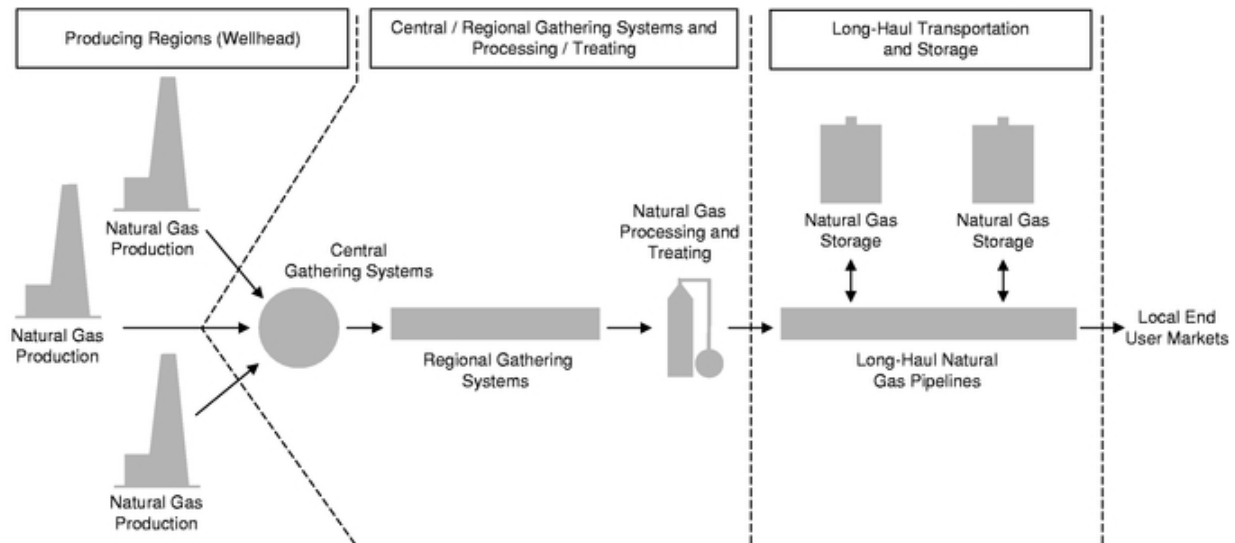 Producing Regions (Wellhead)
Central / Regional Gathering Systems and
Processing / Treating
Long-Haul Transportation
and Storage
Natural Gas
Production
Natural Gas
Production
Natural Gas
Production
Central
Gathering Systems
Regional Gathering
Systems
Natural Gas
Processing and
Treating
Natural Gas
Storage
Natural Gas
Storage
Long-Haul Natural
Gas Pipelines
Local End
User Markets